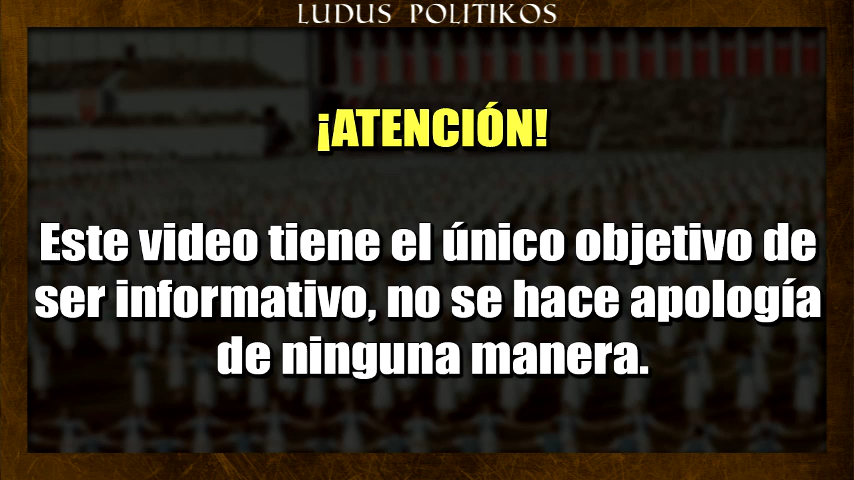 LUDUS POLITIKOS
¡ATENCIÓN!
Este video tiene el único objetivo de
ser informativo, no se hace apología
de ninguna manera.